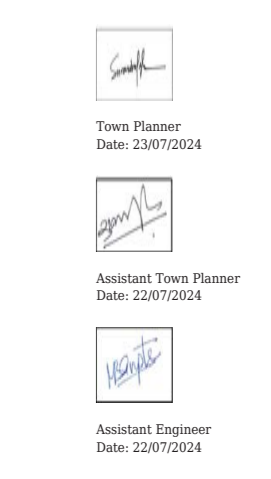 Town Planner
Date: 23/07/2024
Assistant Town Planner
Date: 22/07/2024
Assistant Engineer
Date: 22/07/2024